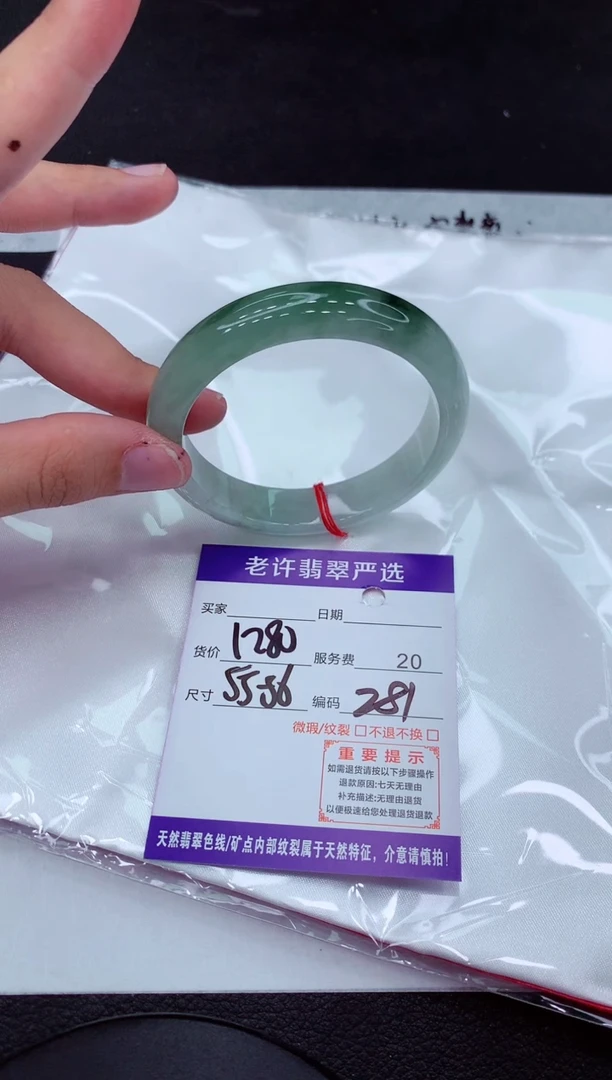 老许翡翠严选
买家 日期
货价 1280 服务费 20
尺寸 55-56 编码 281
微瑕/纹裂 □ 不退不换 □
重要提示
如需退货请按以下步骤操作
退款原因:七天无理由
补充描述:无理由退货
以便极速给您处理退货退款
天然翡翠色线/矿点内部纹裂属于天然特征，介意请慎拍!